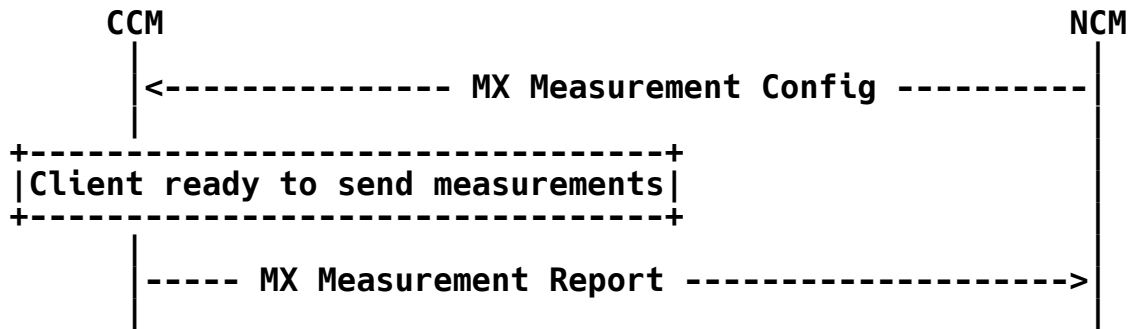 CCM NCM
<--------------- MX Measurement Config ----------
+---------------------------------+
|Client ready to send measurements|
+---------------------------------+
----- MX Measurement Report -------------------->